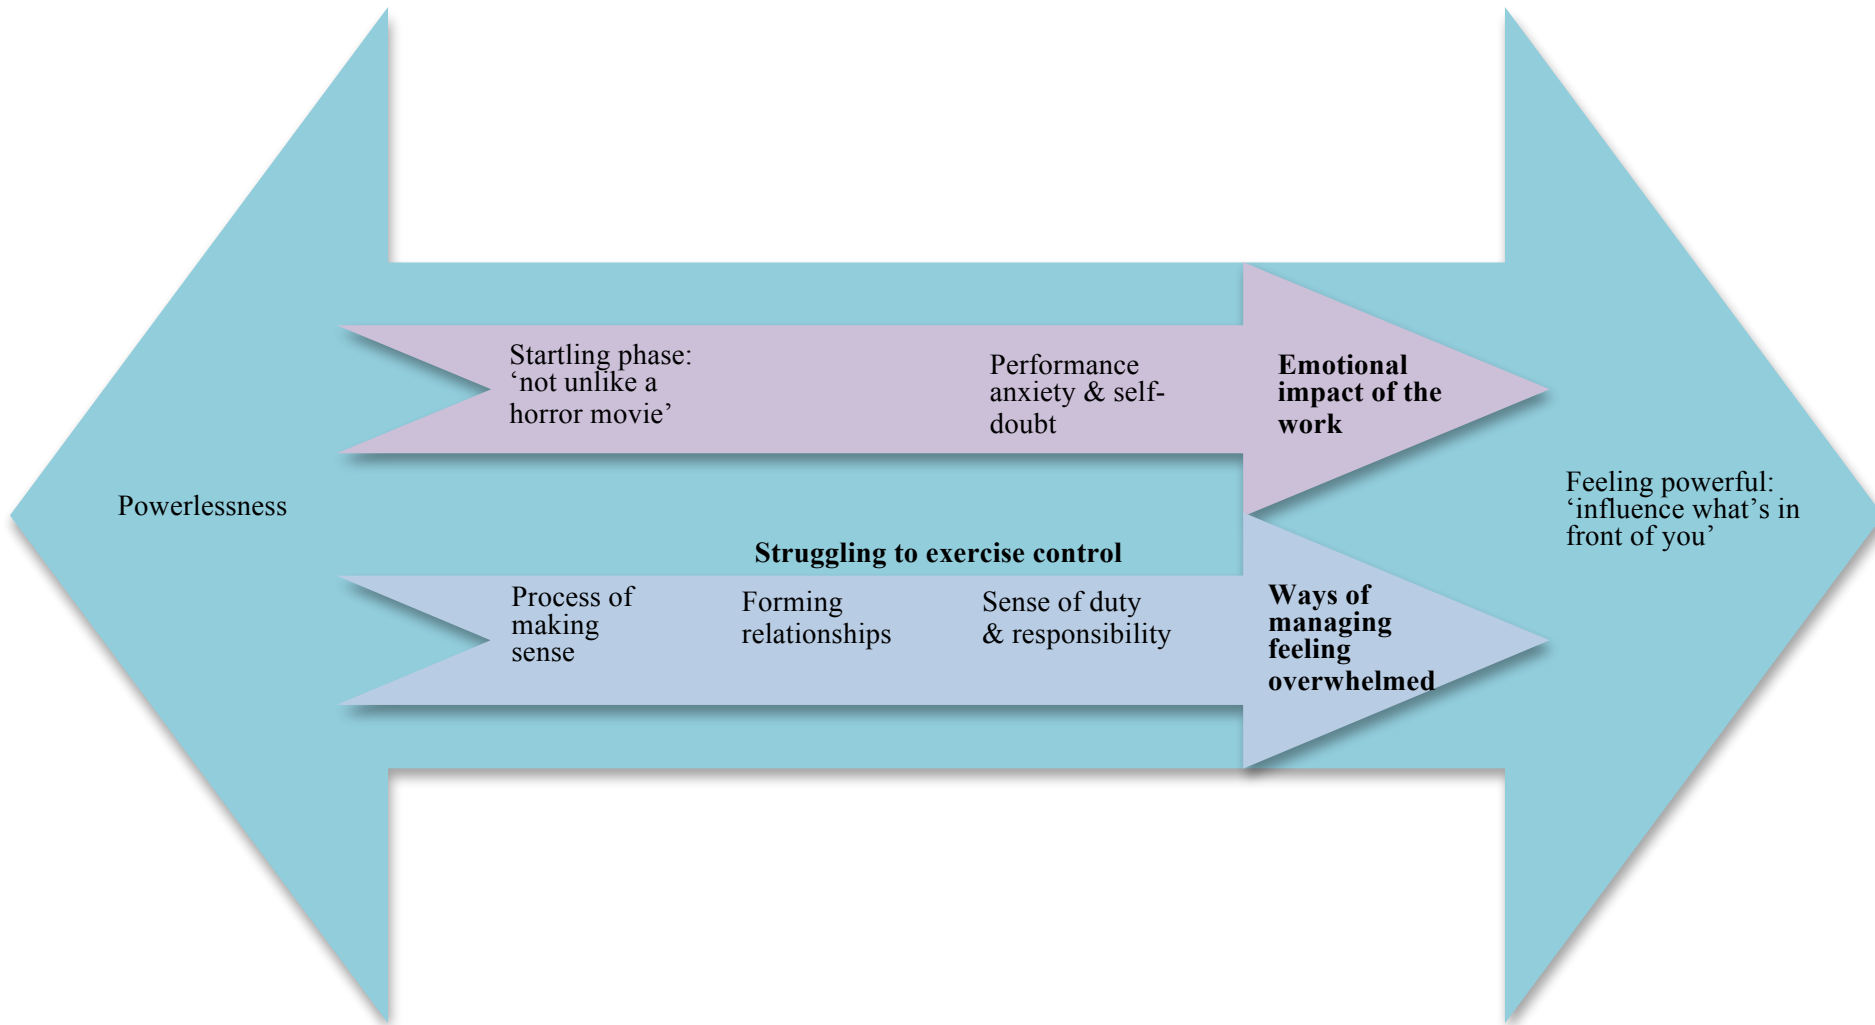 Powerlessness
Startling phase:
‘not unlike a
horror movie’
Performance
anxiety & self-
doubt
Emotional
impact of the
work
Struggling to exercise control
Process of
making
sense
Forming
relationships
Sense of duty
& responsibility
Ways of
managing
feeling
overwhelmed
Feeling powerful:
‘influence what’s in
front of you’